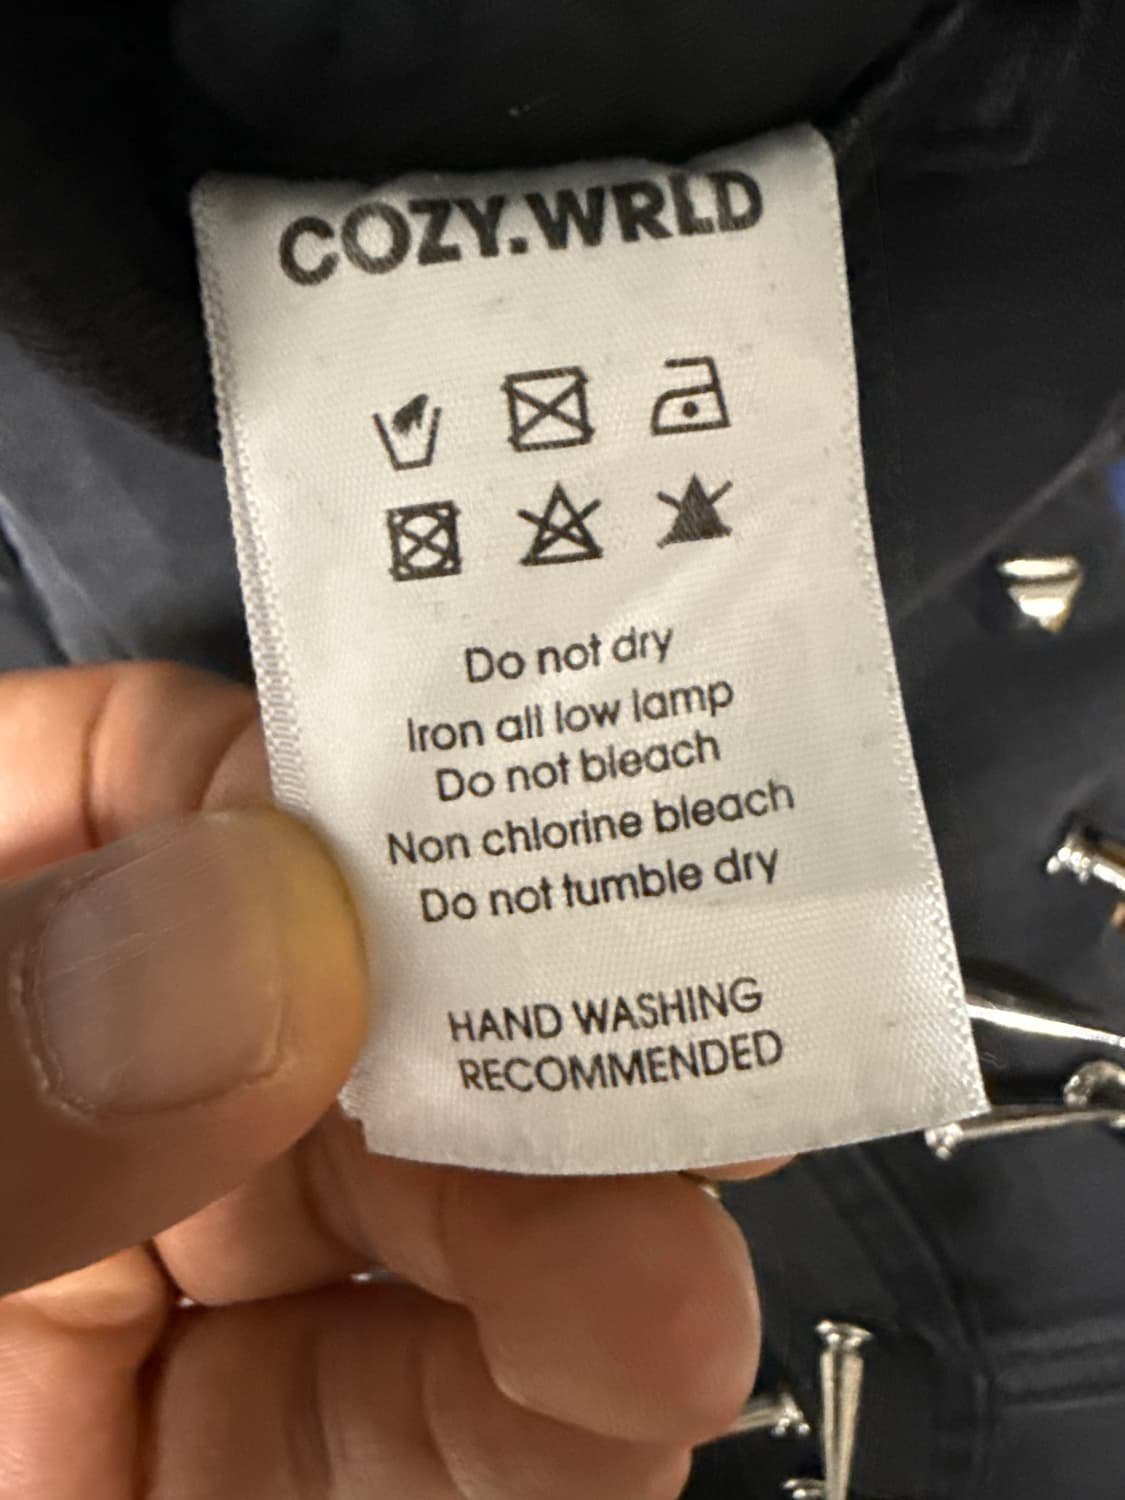 COZY.WRLD
Do not dry
Iron all low lamp
Do not bleach
Non chlorine bleach
Do not tumble dry
HAND WASHING
RECOMMENDED